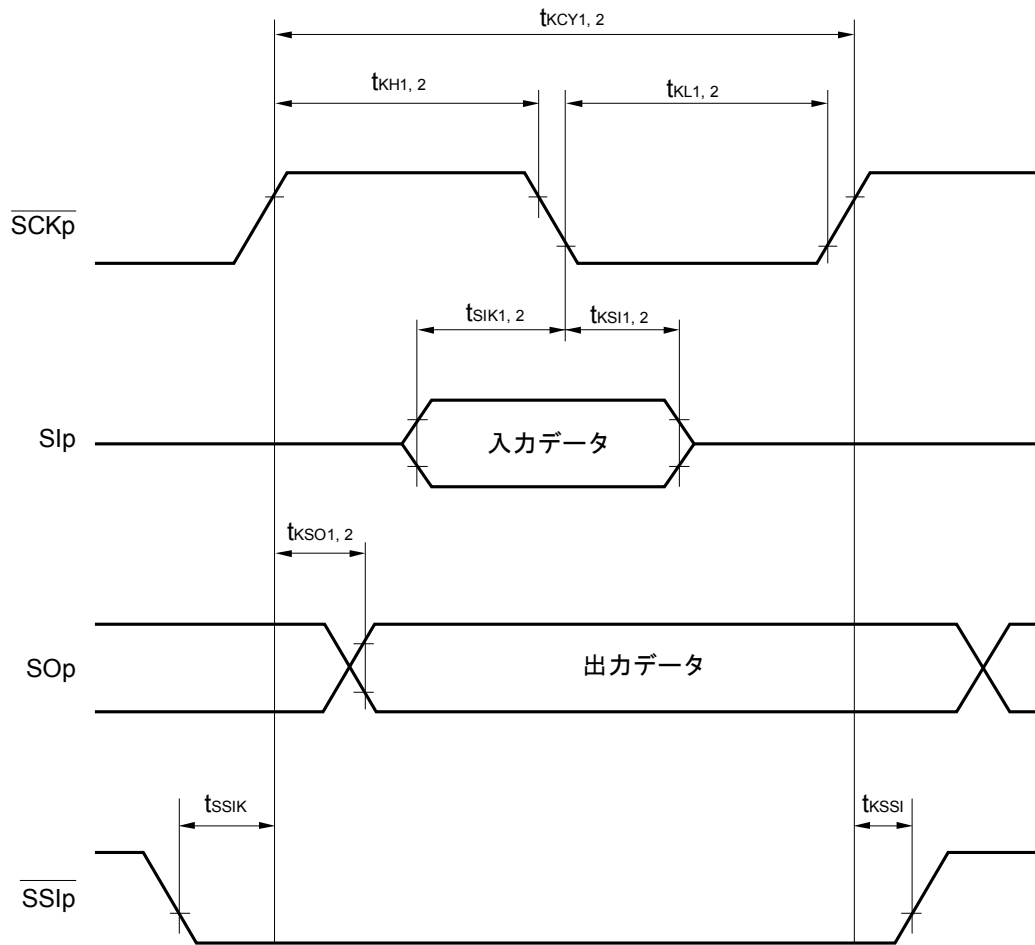 tKCY1, 2
tKH1, 2
tKL1, 2
SCKp
tSIK1, 2
tKSI1, 2
SIp
入力データ
tKSO1, 2
SOp
出力データ
tSSIK
tKSSI
SSIp